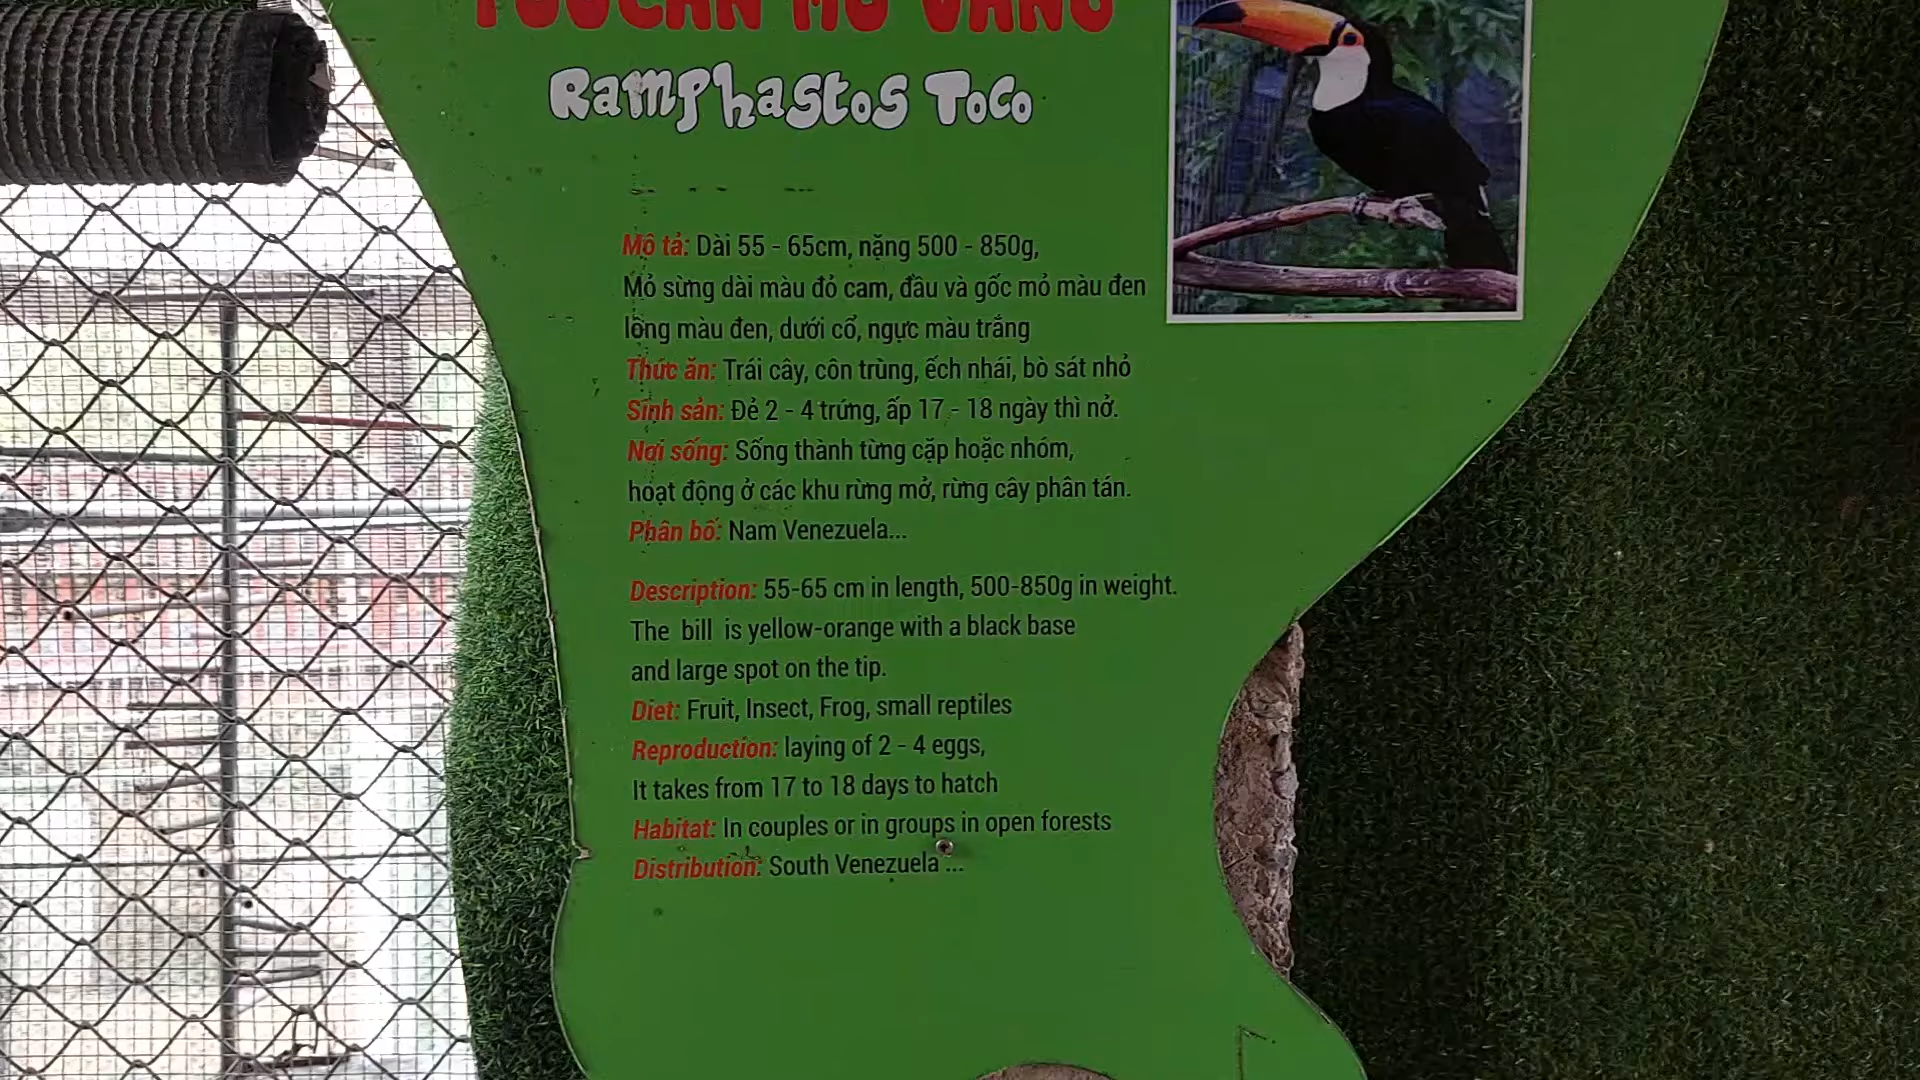 TOUCAN MỎ VÀNG
Ramphastos Toco
Mô tả: Dài 55 - 65cm, nặng 500 - 850g,
Mỏ sừng dài màu đỏ cam, đầu và gốc mỏ màu đen
lông màu đen, dưới cổ, ngực màu trắng
Thức ăn: Trái cây, côn trùng, ếch nhái, bò sát nhỏ
Sinh sản: Đẻ 2 - 4 trứng, ấp 17 - 18 ngày thì nở.
Nơi sống: Sống thành từng cặp hoặc nhóm,
hoạt động ở các khu rừng mở, rừng cây phân tán.
Phân bố: Nam Venezuela...
Description: 55-65 cm in length, 500-850g in weight.
The bill is yellow-orange with a black base
and large spot on the tip.
Diet: Fruit, Insect, Frog, small reptiles
Reproduction: laying of 2 - 4 eggs,
It takes from 17 to 18 days to hatch
Habitat: In couples or in groups in open forests
Distribution: South Venezuela ...